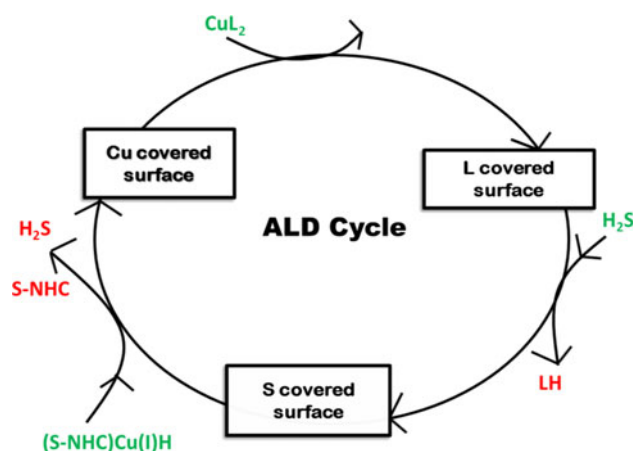 CuL₂
Cu covered
surface
L covered
surface
ALD Cycle
H₂S
H₂S
S-NHC
S covered
surface
LH
(S-NHC)Cu(I)H